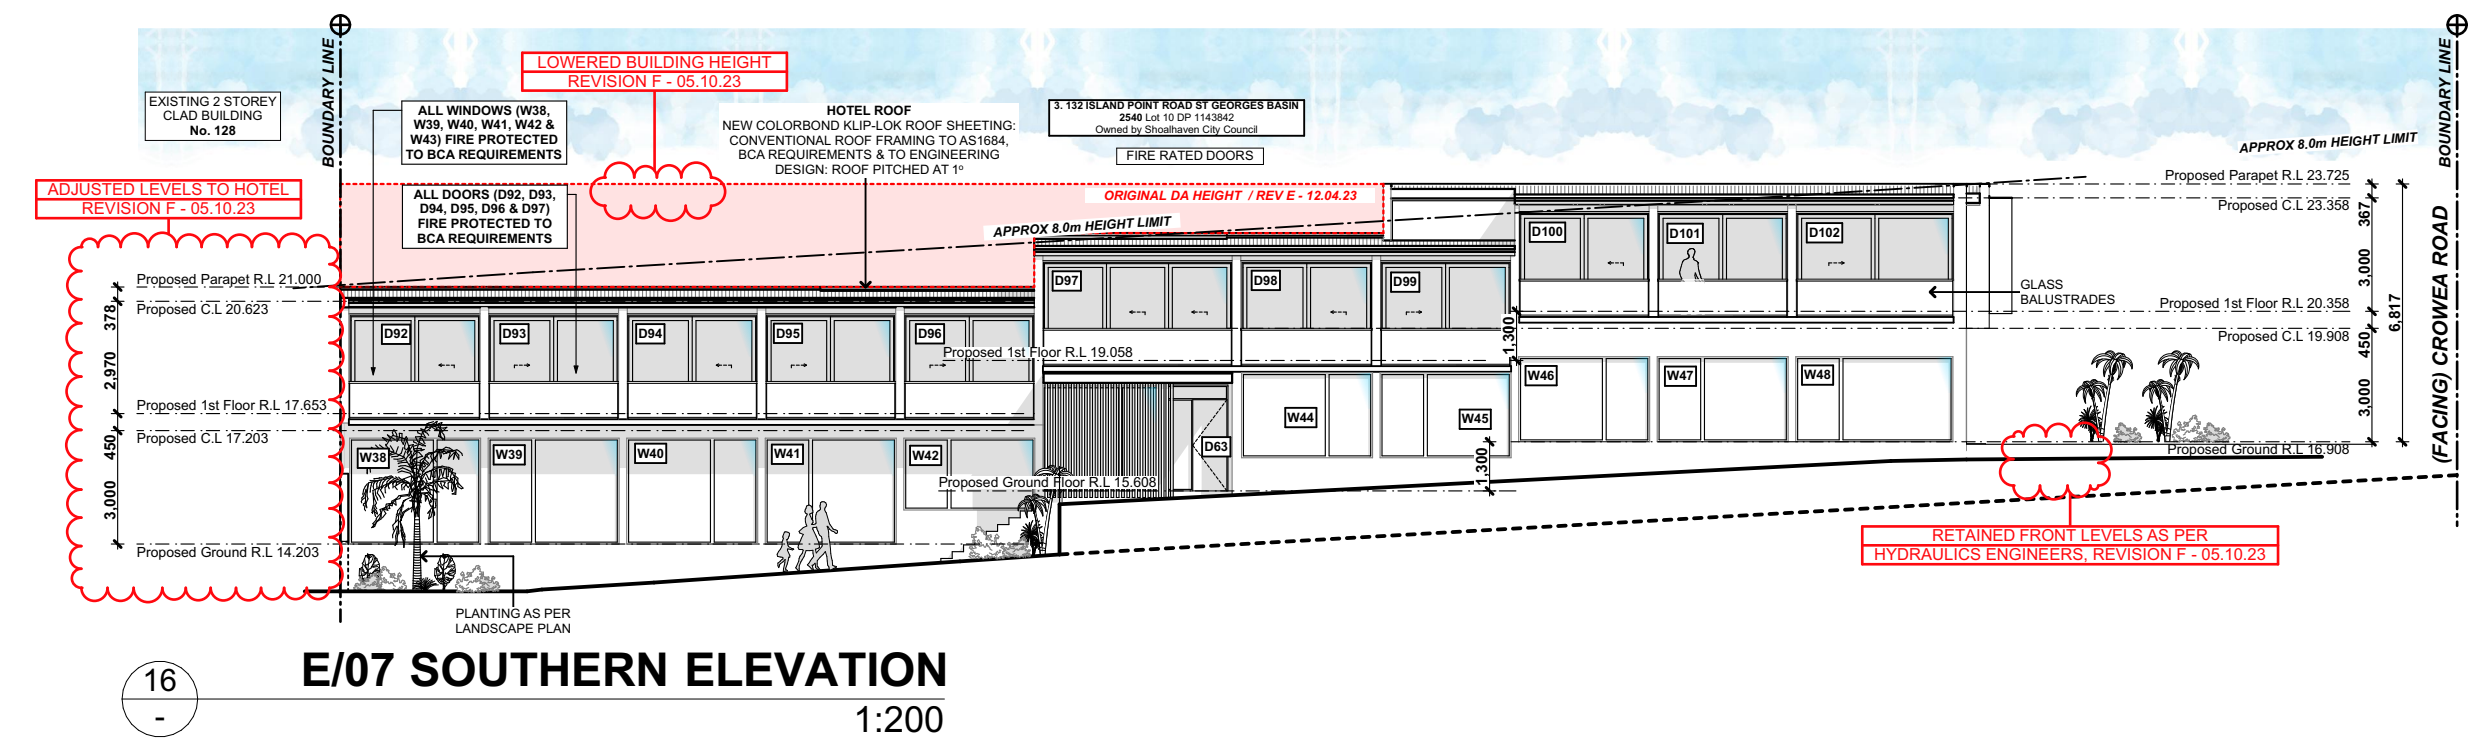 BOUNDARY LINE
LOWERED BUILDING HEIGHT
REVISION F - 05.10.23
BOUNDARY LINE
EXISTING 2 STOREY
CLAD BUILDING
No. 128
ALL WINDOWS (W38,
W39, W40, W41, W42 &
W43) FIRE PROTECTED
TO BCA REQUIREMENTS
HOTEL ROOF
NEW COLORBOND KLIP-LOK ROOF SHEETING:
CONVENTIONAL ROOF FRAMING TO AS1684,
BCA REQUIREMENTS & TO ENGINEERING
DESIGN: ROOF PITCHED AT 1º
3. 132 ISLAND POINT ROAD ST GEORGES BASIN
2540 Lot 10 DP 1143842
Owned by Shoalhaven City Council
FIRE RATED DOORS
APPROX 8.0m HEIGHT LIMIT
ADJUSTED LEVELS TO HOTEL
REVISION F - 05.10.23
ALL DOORS (D92, D93,
D94, D95, D96 & D97)
FIRE PROTECTED TO
BCA REQUIREMENTS
ORIGINAL DA HEIGHT / REV E - 12.04.23
APPROX 8.0m HEIGHT LIMIT
Proposed Parapet R.L 23.725
Proposed C.L 23.358
367
3,000
Proposed 1st Floor R.L 20.358
Proposed C.L 19.908
450
3,000
Proposed Ground R.L 16.908
6,817
(FACING) CROWEA ROAD
Proposed Parapet R.L 21.000
Proposed C.L 20.623
378
2,970
Proposed 1st Floor R.L 17.653
Proposed C.L 17.203
450
3,000
Proposed Ground R.L 14.203
D92
D93
D94
D95
D96
D97
D98
D99
D100
D101
D102
GLASS
BALUSTRADES
Proposed 1st Floor R.L 19.058
1,300
W38
W39
W40
W41
W42
D63
W44
W45
W46
W47
W48
Proposed Ground Floor R.L 15.608
1,300
RETAINED FRONT LEVELS AS PER
HYDRAULICS ENGINEERS, REVISION F - 05.10.23
PLANTING AS PER
LANDSCAPE PLAN
16
-
E/07 SOUTHERN ELEVATION
1:200